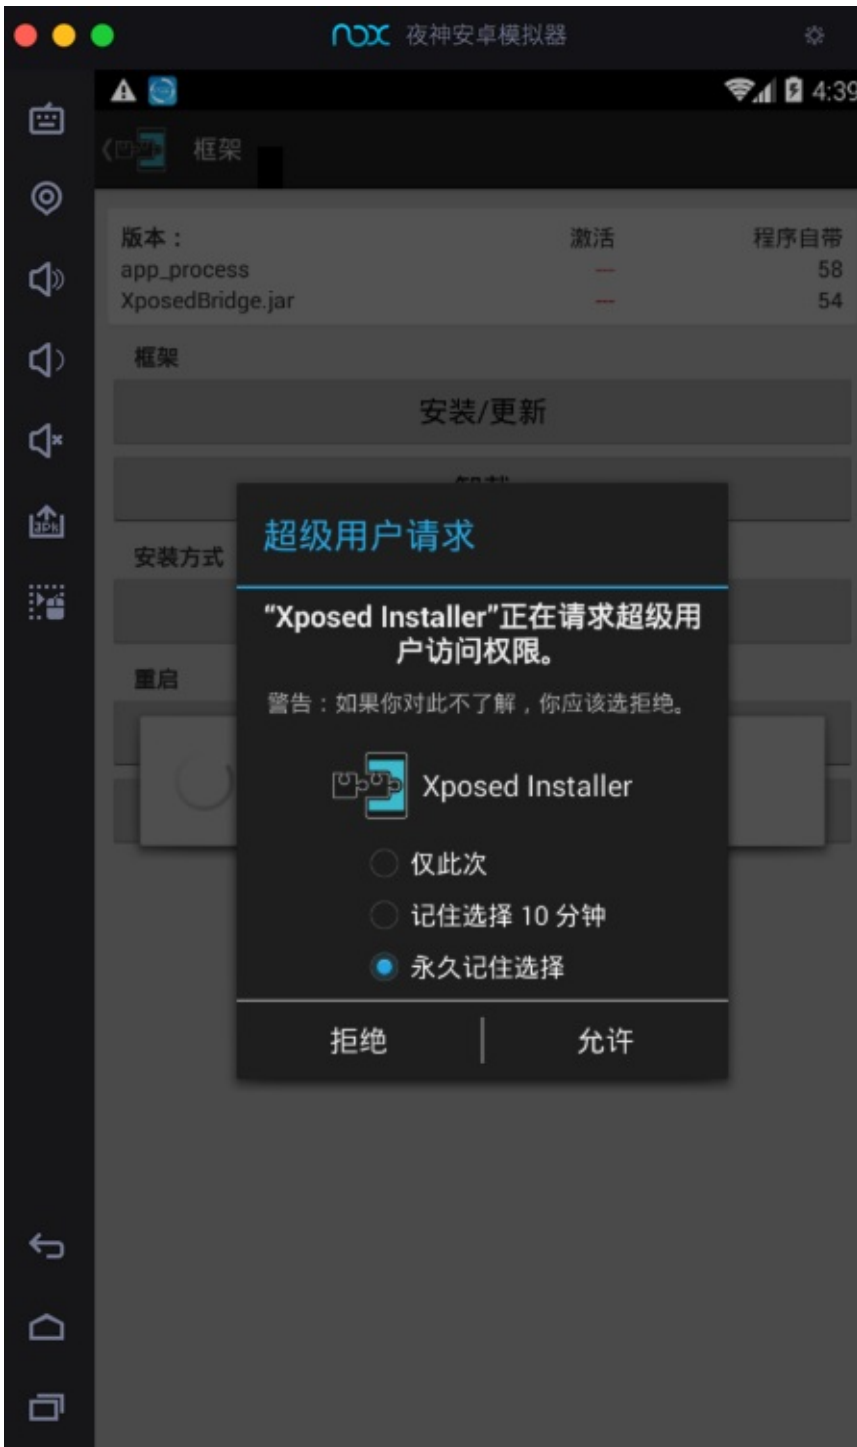 nox 夜神安卓模拟器
4:39
框架
版本： 激活 程序自带
app_process --- 58
XposedBridge.jar --- 54
框架
安装/更新
安装方式
重启
超级用户请求
“Xposed Installer”正在请求超级用
户访问权限。
警告：如果你对此不了解，你应该选拒绝。
Xposed Installer
仅此次
记住选择 10 分钟
永久记住选择
拒绝 允许